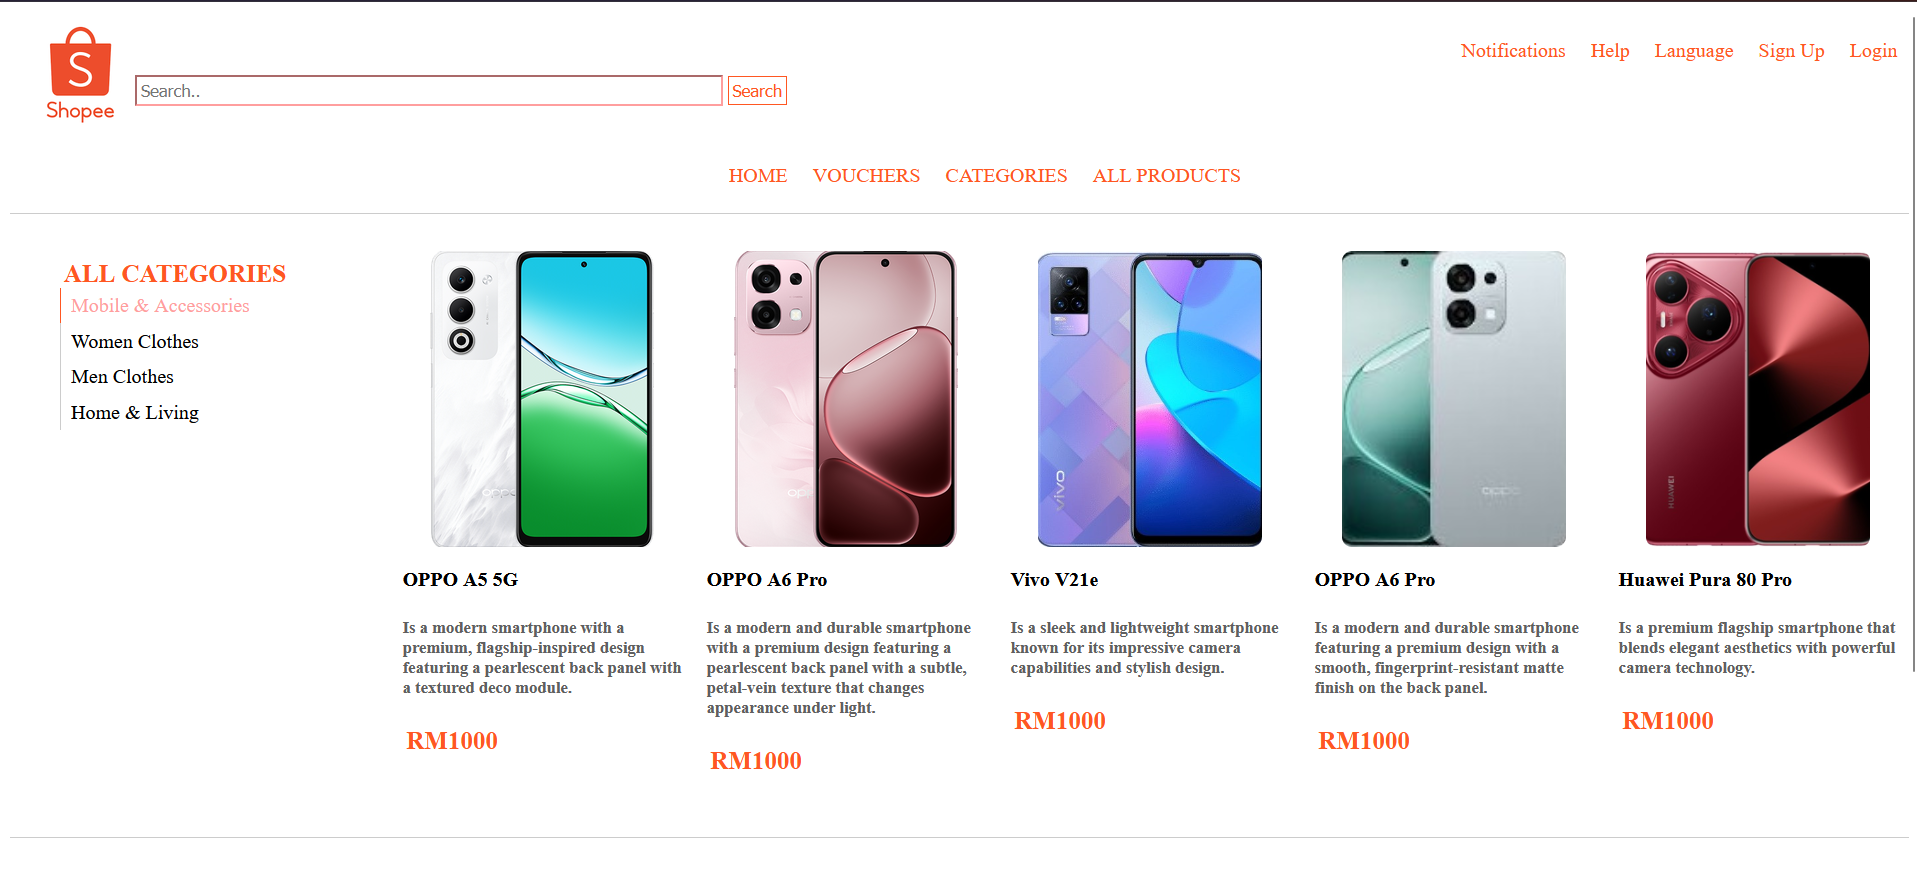 S
Shopee
Notifications Help Language Sign Up Login
Search..
Search
HOME VOUCHERS CATEGORIES ALL PRODUCTS
ALL CATEGORIES
Mobile & Accessories
Women Clothes
Men Clothes
Home & Living
oppo
oppo
vivo
oppo
HUAWEI
OPPO A5 5G
Is a modern smartphone with a
premium, flagship-inspired design
featuring a pearlescent back panel with
a textured deco module.
RM1000
OPPO A6 Pro
Is a modern and durable smartphone
with a premium design featuring a
pearlescent back panel with a subtle,
petal-vein texture that changes
appearance under light.
RM1000
Vivo V21e
Is a sleek and lightweight smartphone
known for its impressive camera
capabilities and stylish design.
RM1000
OPPO A6 Pro
Is a modern and durable smartphone
featuring a premium design with a
smooth, fingerprint-resistant matte
finish on the back panel.
RM1000
Huawei Pura 80 Pro
Is a premium flagship smartphone that
blends elegant aesthetics with powerful
camera technology.
RM1000